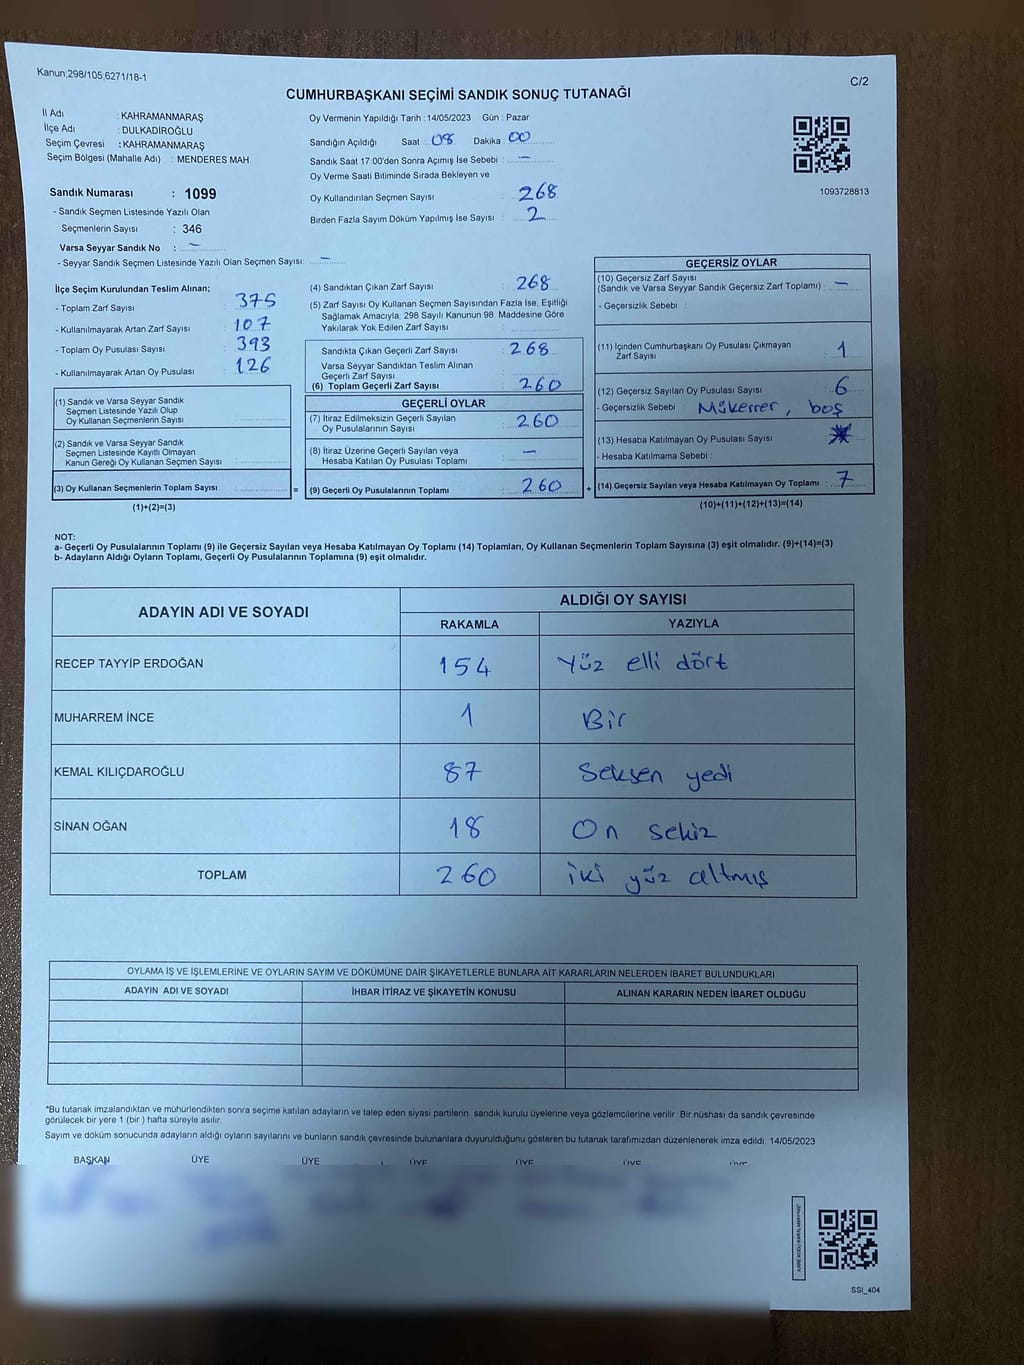 Kanun;298/105;6271/18-1
C/2
CUMHURBAŞKANI SEÇİMİ SANDIK SONUÇ TUTANAĞI
İl Adı : KAHRAMANMARAŞ
İlçe Adı : DULKADİROĞLU
Seçim Çevresi : KAHRAMANMARAŞ
Seçim Bölgesi (Mahalle Adı) : MENDERES MAH.
Sandık Numarası : 1099
- Sandık Seçmen Listesinde Yazılı Olan
Seçmenlerin Sayısı : 346
Varsa Seyyar Sandık No : –
- Seyyar Sandık Seçmen Listesinde Yazılı Olan Seçmen Sayısı: –
Oy Vermenin Yapıldığı Tarih : 14/05/2023 Gün : Pazar
Sandığın Açıldığı Saat : 08 Dakika : 00
Sandık Saat 17:00'den Sonra Açımış İse Sebebi : –
Oy Verme Saati Bitiminde Sırada Bekleyen ve
Oy Kullandırılan Seçmen Sayısı : 268
Birden Fazla Sayım Döküm Yapılmış İse Sayısı : 2
1093728813
İlçe Seçim Kurulundan Teslim Alınan;
- Toplam Zarf Sayısı : 375
- Kullanılmayarak Artan Zarf Sayısı : 107
- Toplam Oy Pusulası Sayısı : 393
- Kullanılmayarak Artan Oy Pusulası : 126
(1) Sandık ve Varsa Seyyar Sandık
Seçmen Listesinde Yazılı Olup
Oy Kullanan Seçmenlerin Sayısı :
(2) Sandık ve Varsa Seyyar Sandık
Seçmen Listesinde Kayıtlı Olmayan
Kanun Gereği Oy Kullanan Seçmen Sayısı :
(3) Oy Kullanan Seçmenlerin Toplam Sayısı :
(1)+(2)=(3)
(4) Sandıktan Çıkan Zarf Sayısı : 268
(5) Zarf Sayısı Oy Kullanan Seçmen Sayısından Fazla İse, Eşitliği
Sağlamak Amacıyla, 298 Sayılı Kanunun 98. Maddesine Göre
Yakılarak Yok Edilen Zarf Sayısı :
Sandıkta Çıkan Geçerli Zarf Sayısı : 268
Varsa Seyyar Sandıktan Teslim Alınan
Geçerli Zarf Sayısı :
(6) Toplam Geçerli Zarf Sayısı : 260
GEÇERLİ OYLAR
(7) İtiraz Edilmeksizin Geçerli Sayılan
Oy Pusulalarının Sayısı : 260
(8) İtiraz Üzerine Geçerli Sayılan veya
Hesaba Katılan Oy Pusulası Toplamı : –
= (9) Geçerli Oy Pusulalarının Toplamı : 260 +
GEÇERSİZ OYLAR
(10) Geçersiz Zarf Sayısı
(Sandık ve Varsa Seyyar Sandık Geçersiz Zarf Toplamı) : –
- Geçersizlik Sebebi :
(11) İçinden Cumhurbaşkanı Oy Pusulası Çıkmayan
Zarf Sayısı : 1
(12) Geçersiz Sayılan Oy Pusulası Sayısı : 6
- Geçersizlik Sebebi : Mükerrer, boş
(13) Hesaba Katılmayan Oy Pusulası Sayısı :
- Hesaba Katılmama Sebebi :
(14) Geçersiz Sayılan veya Hesaba Katılmayan Oy Toplamı : 7
(10)+(11)+(12)+(13)=(14)
NOT:
a- Geçerli Oy Pusulalarının Toplamı (9) ile Geçersiz Sayılan veya Hesaba Katılmayan Oy Toplamı (14) Toplamları, Oy Kullanan Seçmenlerin Toplam Sayısına (3) eşit olmalıdır. (9)+(14)=(3)
b- Adayların Aldığı Oyların Toplamı, Geçerli Oy Pusulalarının Toplamına (9) eşit olmalıdır.
ADAYIN ADI VE SOYADI
ALDIĞI OY SAYISI
RAKAMLA YAZIYLA
RECEP TAYYİP ERDOĞAN 154 Yüz elli dört
MUHARREM İNCE 1 Bir
KEMAL KILIÇDAROĞLU 87 Seksen yedi
SİNAN OĞAN 18 On sekiz
TOPLAM 260 iki yüz altmış
OYLAMA İŞ VE İŞLEMLERİNE VE OYLARIN SAYIM VE DÖKÜMÜNE DAİR ŞİKAYETLERLE BUNLARA AİT KARARLARIN NELERDEN İBARET BULUNDUKLARI
ADAYIN ADI VE SOYADI İHBAR İTİRAZ VE ŞİKAYETİN KONUSU ALINAN KARARIN NEDEN İBARET OLDUĞU
*Bu tutanak imzalandıktan ve mühürlendikten sonra seçime katılan adayların ve talep eden siyasi partilerin sandık kurulu üyelerine veya gözlemcilerine verilir. Bir nüshası da sandık çevresinde
görülecek bir yere 1 (bir) hafta süreyle asılır.
Sayım ve döküm sonucunda adayların aldığı oyların sayılarını ve bunların sandık çevresinde bulunanlara duyurulduğunu gösteren bu tutanak tarafımızdan düzenlenerek imza edildi. 14/05/2023
BAŞKAN ÜYE ÜYE ÜYE ÜYE ÜYE ÜYE
SSI_404